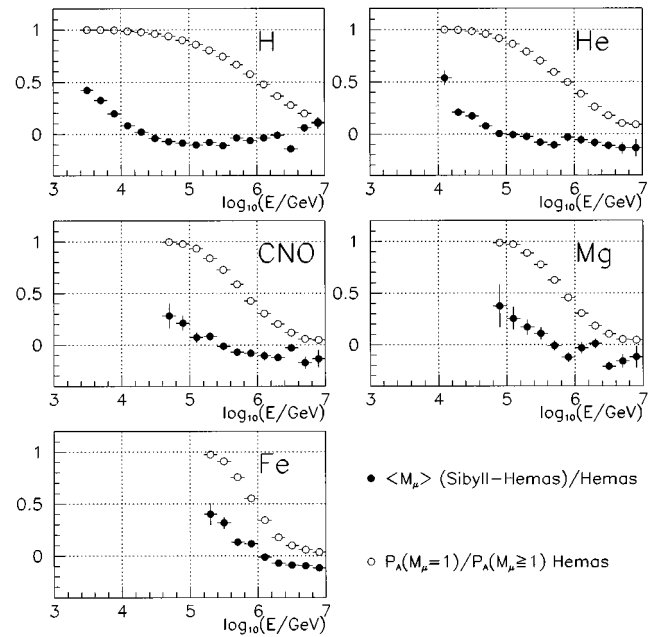 H
1
0.5
0
3 4 5 6 7
log10(E/GeV)
He
1
0.5
0
3 4 5 6 7
log10(E/GeV)
CNO
1
0.5
0
3 4 5 6 7
log10(E/GeV)
Mg
1
0.5
0
3 4 5 6 7
log10(E/GeV)
Fe
1
0.5
0
3 4 5 6 7
log10(E/GeV)
● <Mμ> (Sibyll-Hemas)/Hemas
○ PA(Mμ=1)/PA(Mμ≥1) Hemas